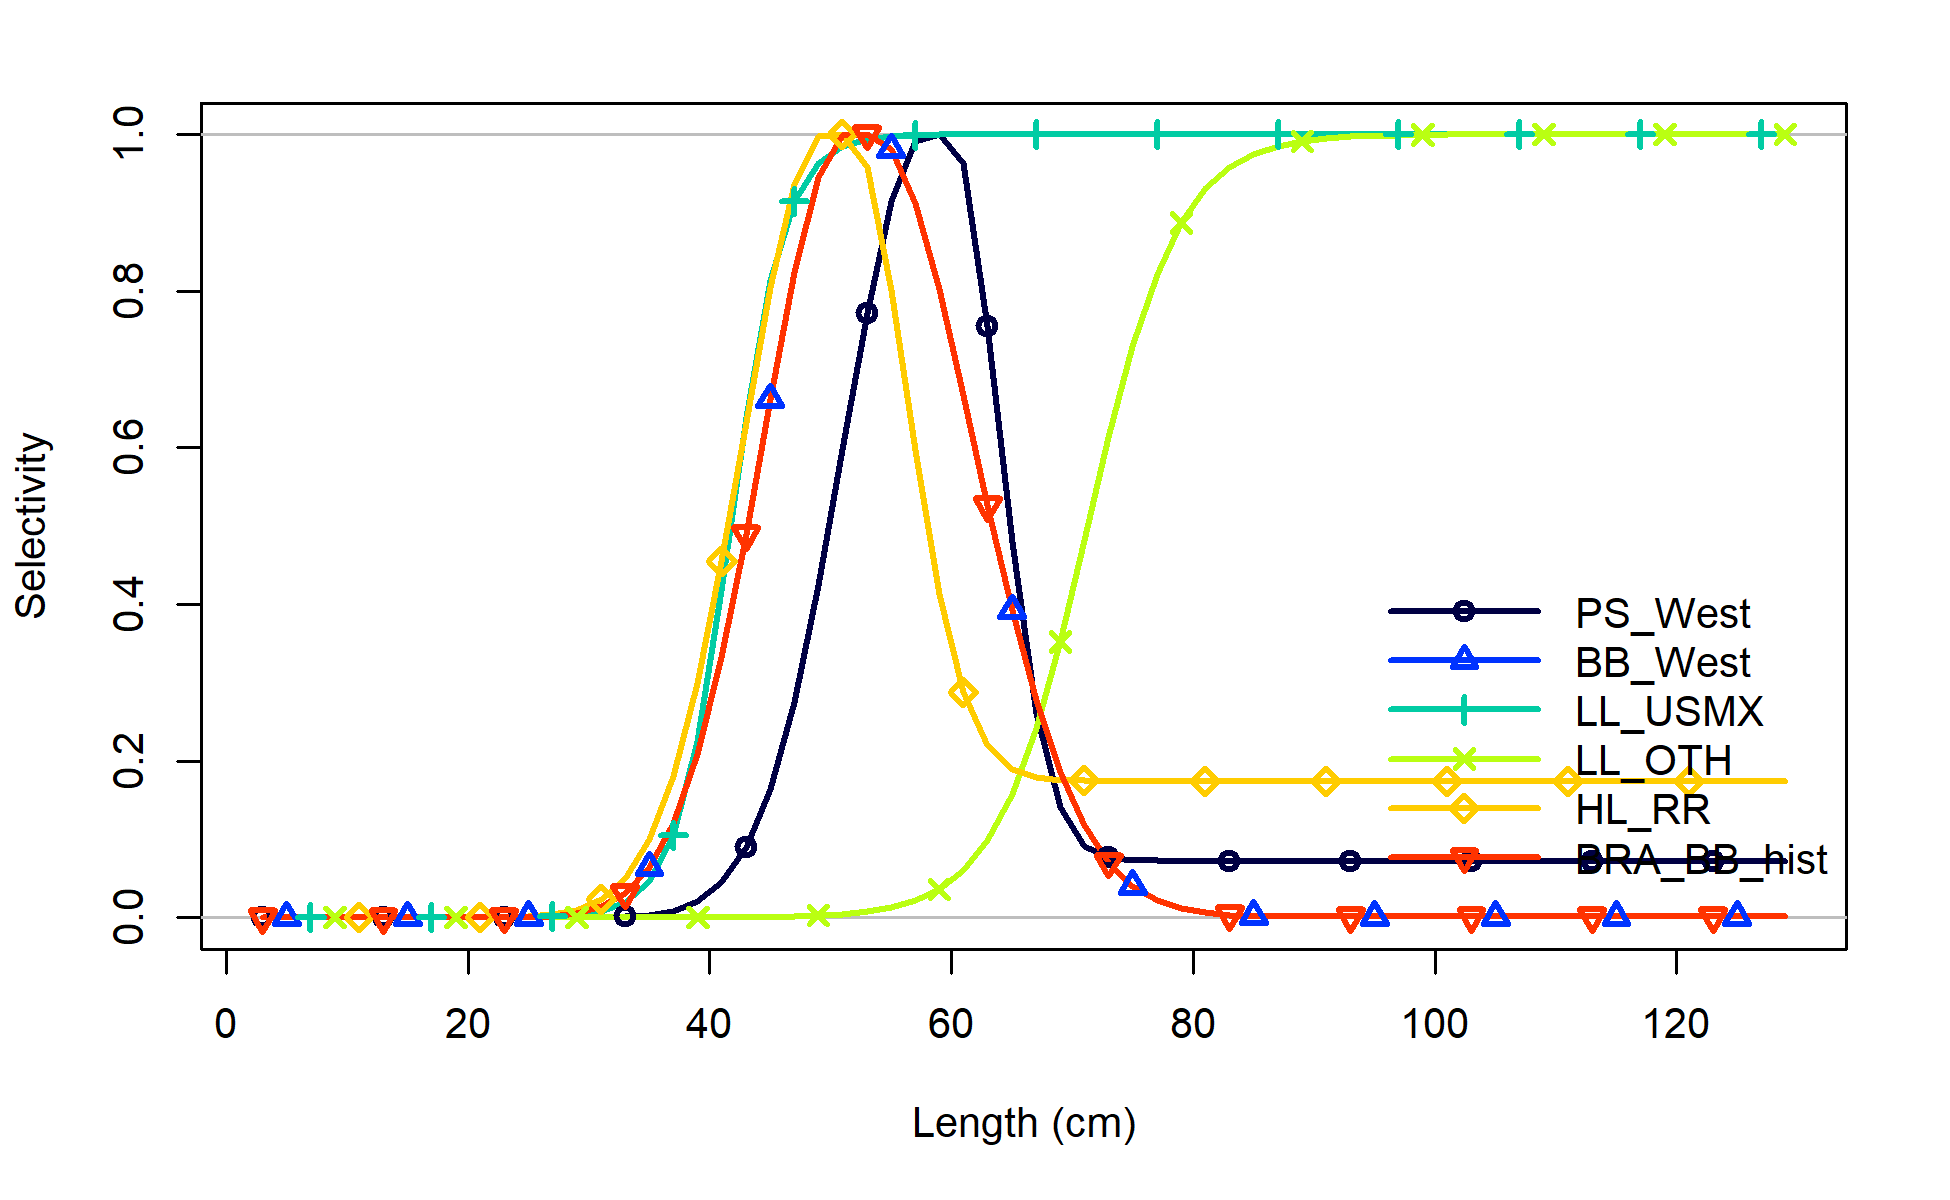 1.0
0.8
0.6
0.4
0.2
0.0
Selectivity
PS_West
BB_West
LL_USMX
LL_OTH
HL_RR
BRA_BB_hist
0 20 40 60 80 100 120
Length (cm)